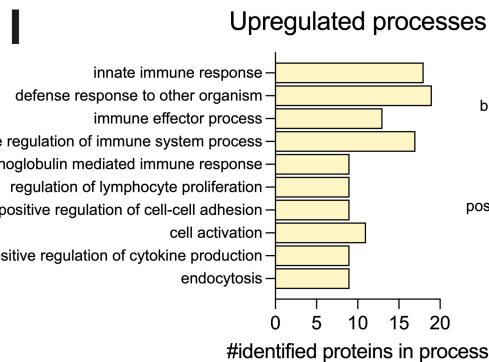 I
Upregulated processes
innate immune response
defense response to other organism
b
immune effector process
regulation of immune system process
mediated immune response
regulation of lymphocyte proliferation
positive regulation of cell-cell adhesion
pos
cell activation
regulation of cytokine production
endocytosis
0 5 10 15 20
#identified proteins in process